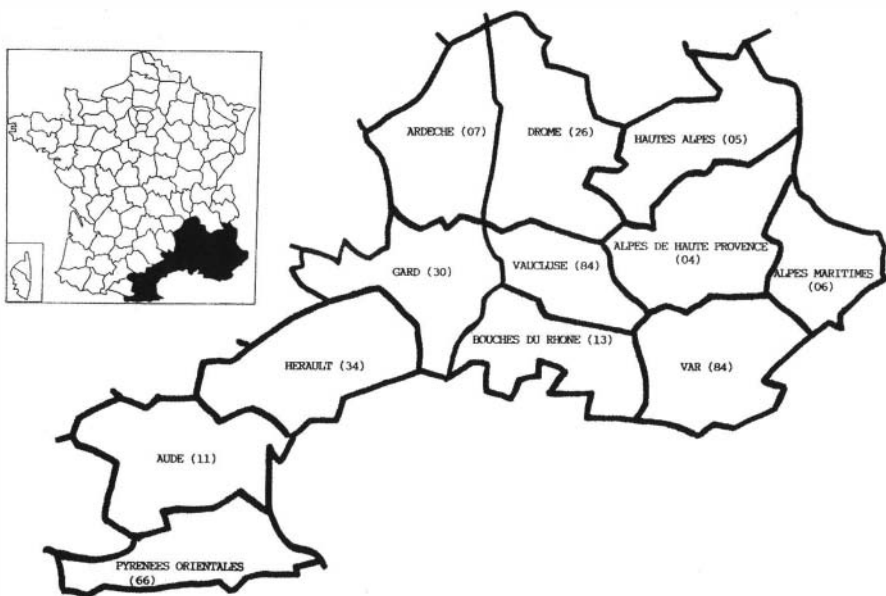 ARDECHE (07)
DROME (26)
HAUTES ALPES (05)
GARD (30)
VAUCLUSE (84)
ALPES DE HAUTE PROVENCE
(04)
ALPES MARITIMES
(06)
BOUCHES DU RHONE (13)
HERAULT (34)
VAR (84)
AUDE (11)
PYRENEES ORIENTALES
(66)